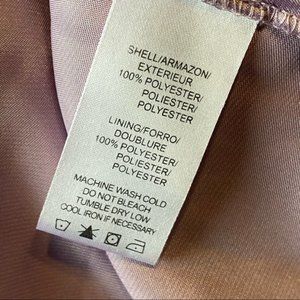 SHELL/ARMAZON/
EXTERIEUR
100% POLYESTER/
POLIESTER/
POLYESTER
LINING/FORRO/
DOUBLURE
100% POLYESTER/
POLIESTER/
POLYESTER
MACHINE WASH COLD
DO NOT BLEACH
TUMBLE DRY LOW
COOL IRON IF NECESSARY